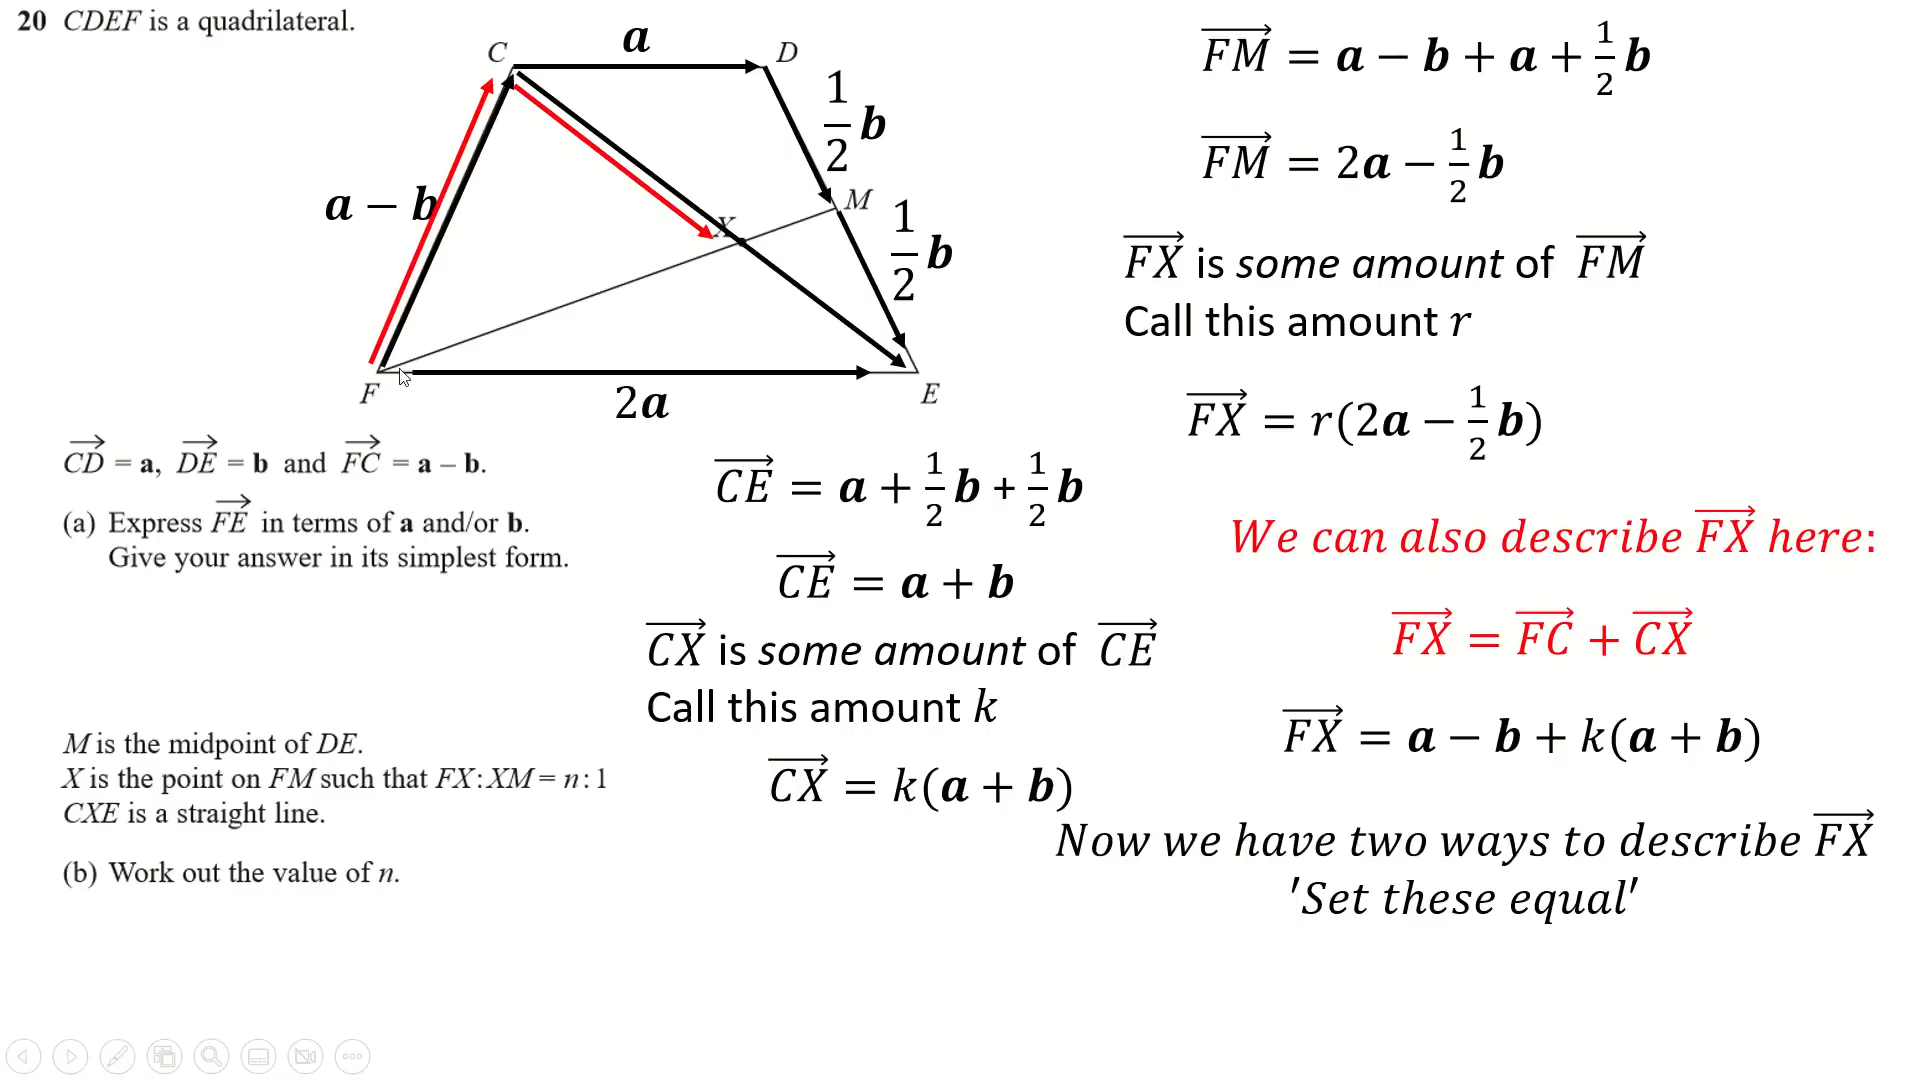 20 CDEF is a quadrilateral.
C
a
D
1/2 b
M
1/2 b
a − b
X
F
2a
E
→CD = a, →DE = b and →FC = a − b.
(a) Express →FE in terms of a and/or b.
Give your answer in its simplest form.
M is the midpoint of DE.
X is the point on FM such that FX : XM = n : 1
CXE is a straight line.
(b) Work out the value of n.
→CE = a + 1/2 b + 1/2 b
→CE = a + b
→CX is some amount of →CE
Call this amount k
→CX = k(a + b)
→FM = a − b + a + 1/2 b
→FM = 2a − 1/2 b
→FX is some amount of →FM
Call this amount r
→FX = r(2a − 1/2 b)
We can also describe →FX here:
→FX = →FC + →CX
→FX = a − b + k(a + b)
Now we have two ways to describe →FX
'Set these equal'